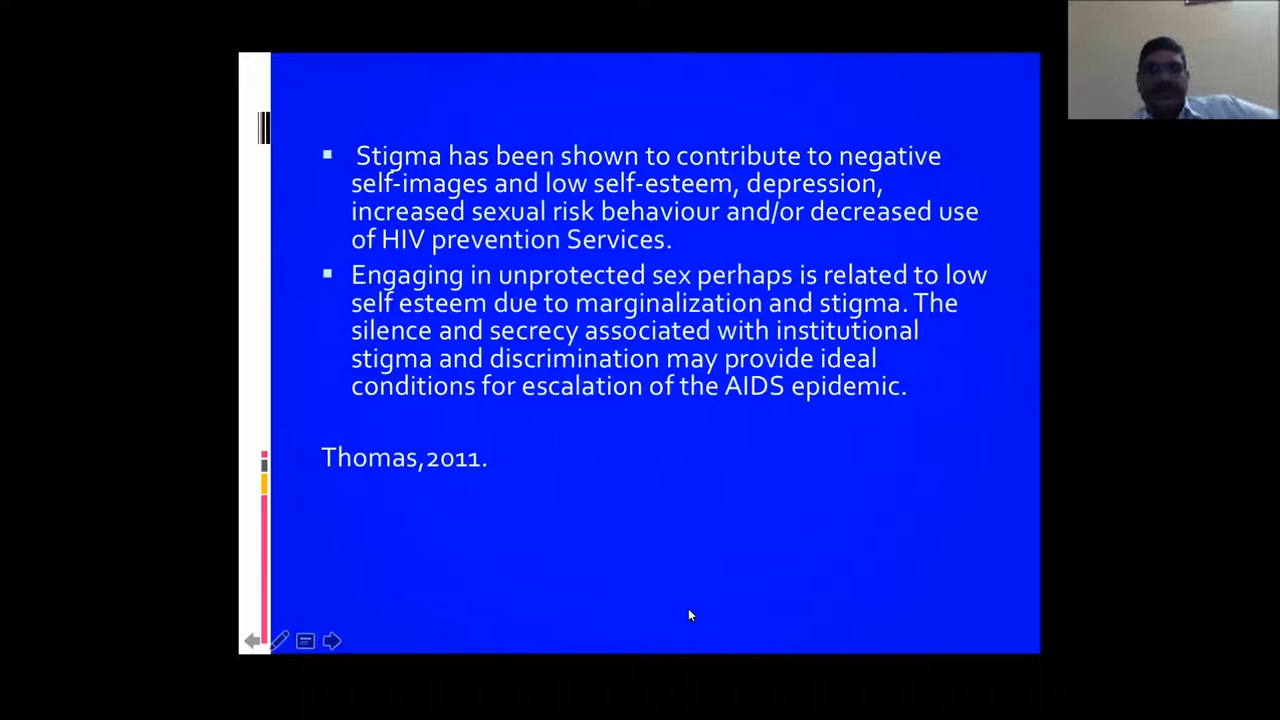 Stigma has been shown to contribute to negative
self-images and low self-esteem, depression,
increased sexual risk behaviour and/or decreased use
of HIV prevention Services.
Engaging in unprotected sex perhaps is related to low
self esteem due to marginalization and stigma. The
silence and secrecy associated with institutional
stigma and discrimination may provide ideal
conditions for escalation of the AIDS epidemic.
Thomas,2011.